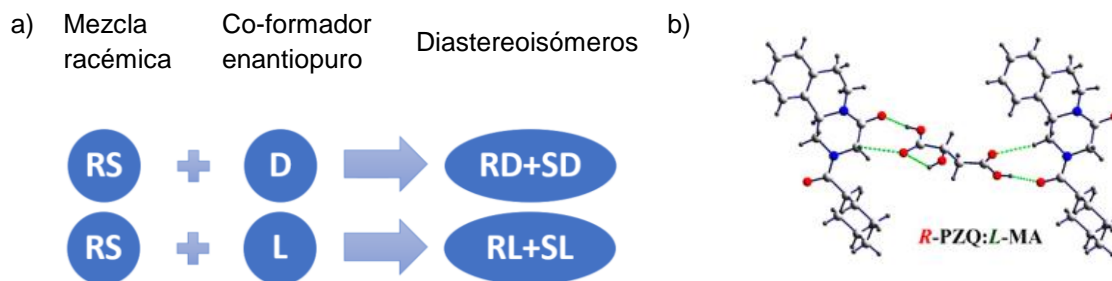 a) Mezcla racémica
Co-formador enantiopuro
Diastereoisómeros
RS
D
RD+SD
RS
L
RL+SL
b)
R-PZQ:L-MA